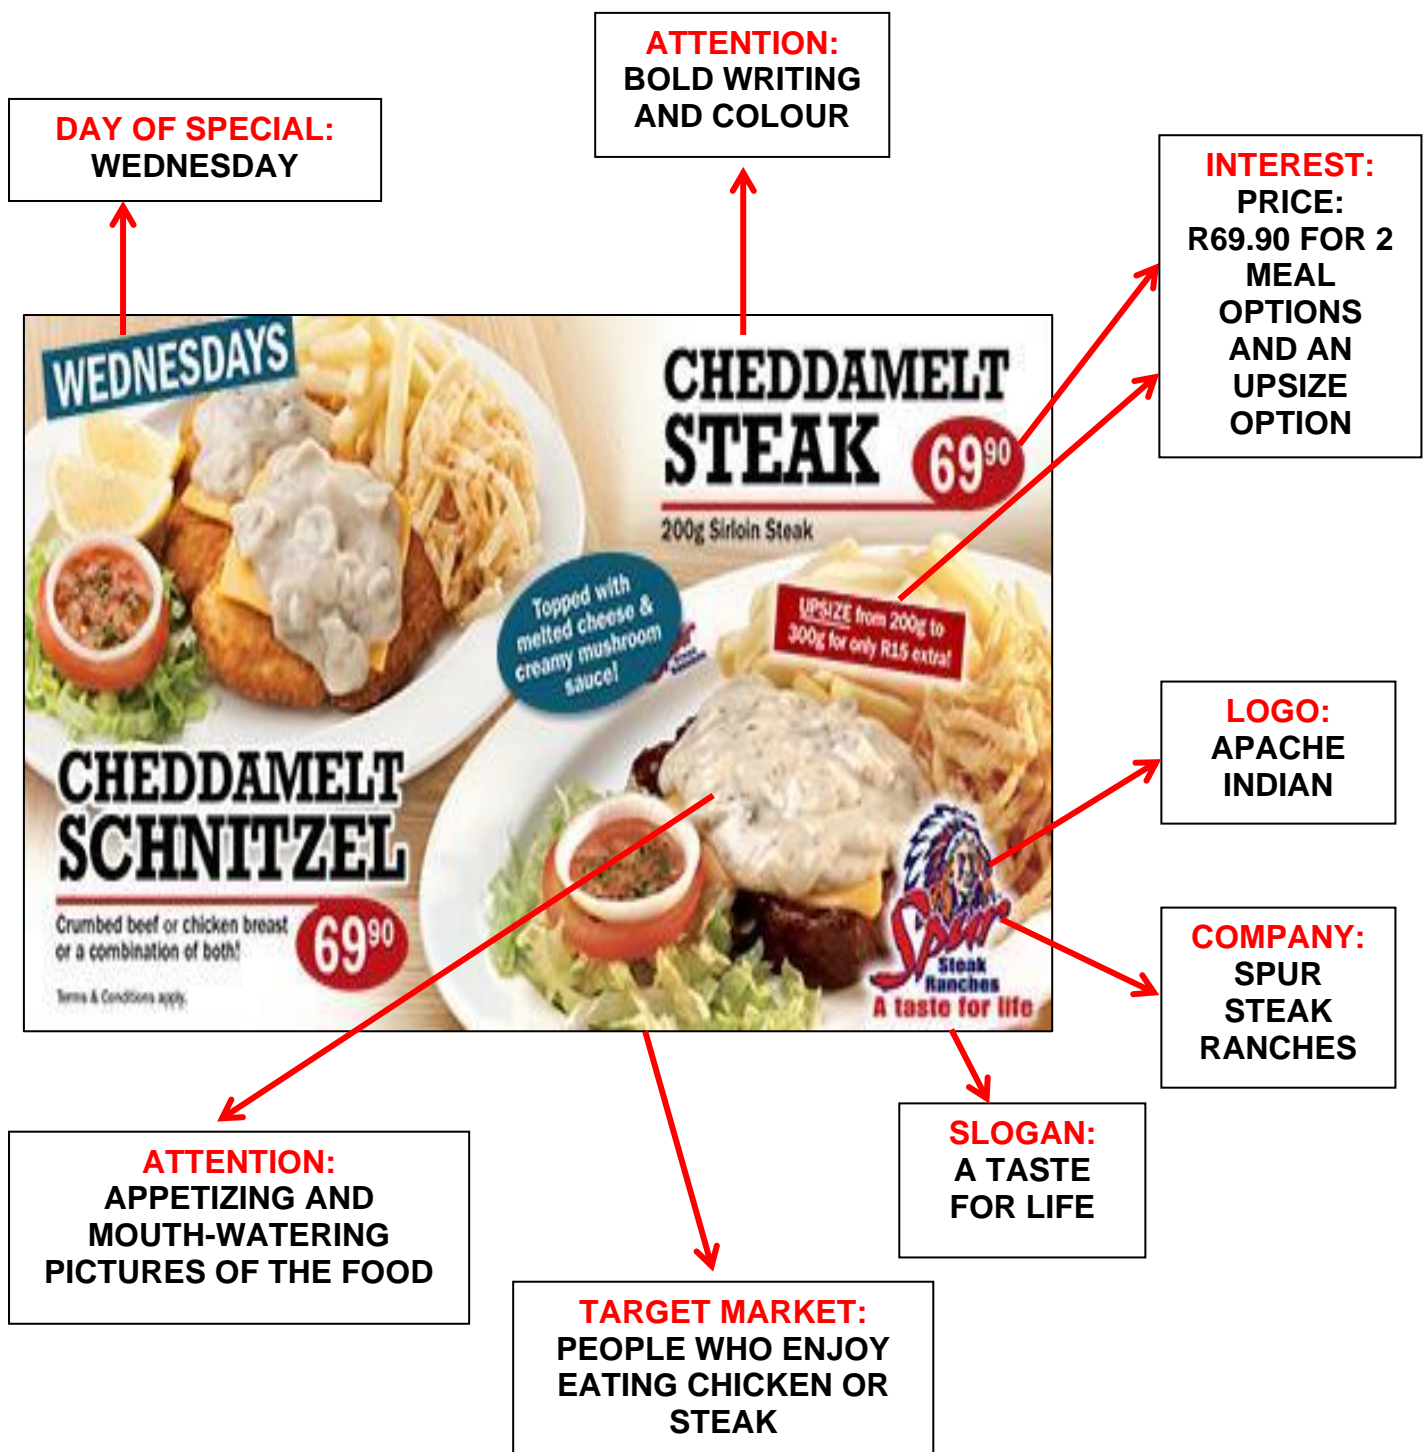 ATTENTION:
BOLD WRITING
AND COLOUR
DAY OF SPECIAL:
WEDNESDAY
INTEREST:
PRICE:
R69.90 FOR 2
MEAL
OPTIONS
AND AN
UPSIZE
OPTION
WEDNESDAYS
CHEDDAMELT
STEAK
69 90
200g Sirloin Steak
Topped with
melted cheese &
creamy mushroom
sauce!
UPSIZE from 200g to
300g for only R15 extra!
CHEDDAMELT
SCHNITZEL
Crumbed beef or chicken breast
or a combination of both!
69 90
Terms & Conditions apply.
Spur
Steak
Ranches
A taste for life
LOGO:
APACHE
INDIAN
COMPANY:
SPUR
STEAK
RANCHES
SLOGAN:
A TASTE
FOR LIFE
ATTENTION:
APPETIZING AND
MOUTH-WATERING
PICTURES OF THE FOOD
TARGET MARKET:
PEOPLE WHO ENJOY
EATING CHICKEN OR
STEAK